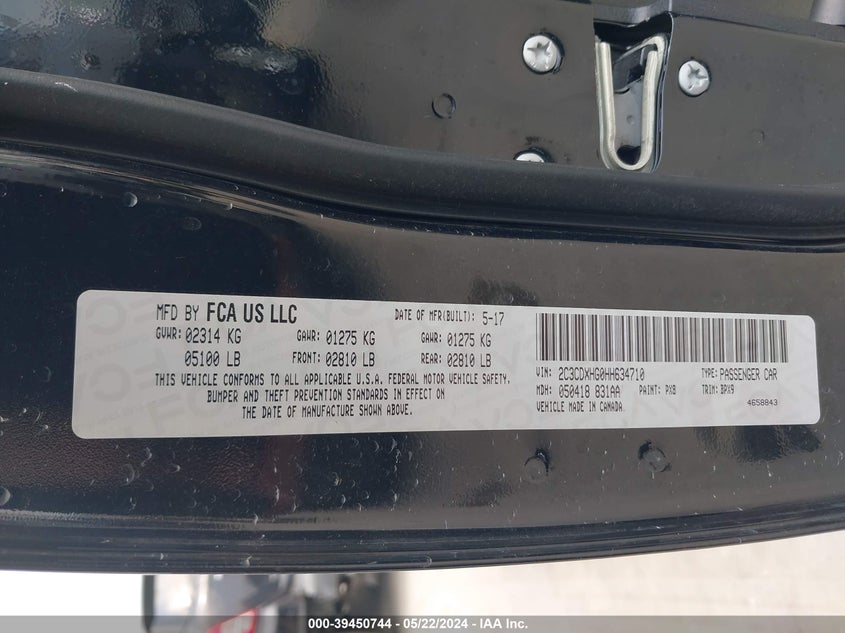 MFD BY FCA US LLC DATE OF MFR(BUILT): 5-17
GVWR: 02314 KG GAWR: 01275 KG GAWR: 01275 KG
05100 LB FRONT: 02810 LB REAR: 02810 LB
THIS VEHICLE CONFORMS TO ALL APPLICABLE U.S.A. FEDERAL MOTOR VEHICLE SAFETY,
BUMPER AND THEFT PREVENTION STANDARDS IN EFFECT ON
THE DATE OF MANUFACTURE SHOWN ABOVE.
VIN: 2C3CDXHG0HH634710 TYPE: PASSENGER CAR
MDH: 050418 831AA PAINT: PX8 TRIM: BPX9
VEHICLE MADE IN CANADA. 4658843
000-39450744 - 05/22/2024 - IAA Inc.